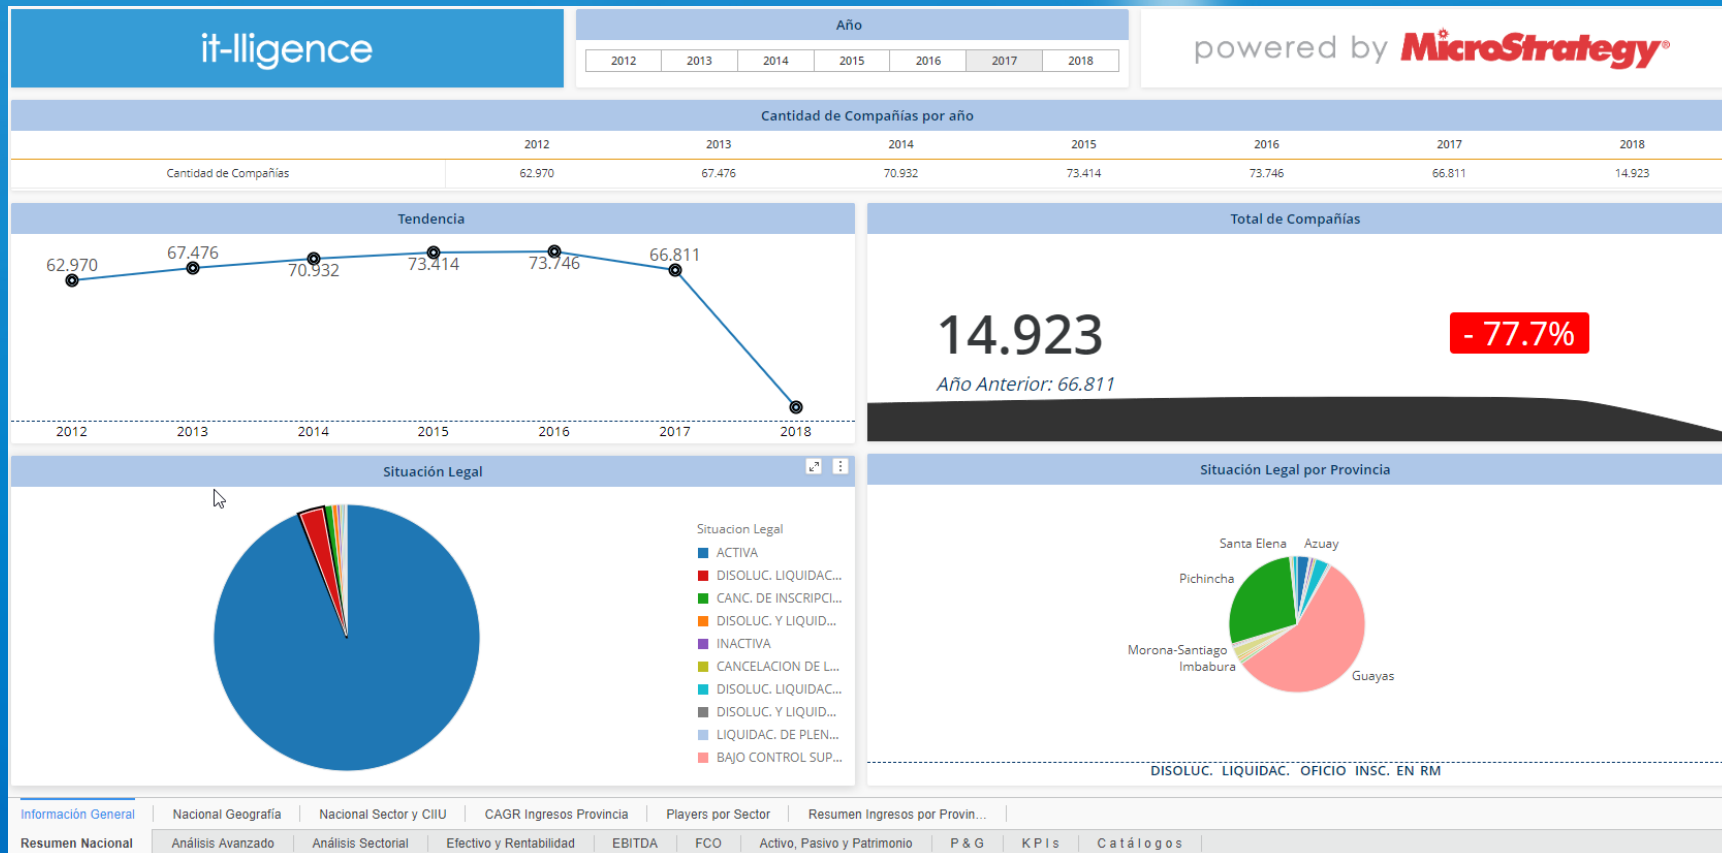 it-lligence
Año
2012 2013 2014 2015 2016 2017 2018
powered by MicroStrategy®
Cantidad de Compañías por año
2012 2013 2014 2015 2016 2017 2018
Cantidad de Compañías 62.970 67.476 70.932 73.414 73.746 66.811 14.923
Tendencia
62.970 67.476 70.932 73.414 73.746 66.811
2012 2013 2014 2015 2016 2017 2018
Total de Compañías
14.923
- 77.7%
Año Anterior: 66.811
Situación Legal
Situacion Legal
ACTIVA
DISOLUC. LIQUIDAC...
CANC. DE INSCRIPCI...
DISOLUC. Y LIQUID...
INACTIVA
CANCELACION DE L...
DISOLUC. LIQUIDAC...
DISOLUC. Y LIQUID...
LIQUIDAC. DE PLEN...
BAJO CONTROL SUP...
Situación Legal por Provincia
Santa Elena Azuay
Pichincha
Morona-Santiago
Imbabura
Guayas
DISOLUC. LIQUIDAC. OFICIO INSC. EN RM
Información General Nacional Geografía Nacional Sector y CIIU CAGR Ingresos Provincia Players por Sector Resumen Ingresos por Provin...
Resumen Nacional Análisis Avanzado Análisis Sectorial Efectivo y Rentabilidad EBITDA FCO Activo, Pasivo y Patrimonio P & G K P I s C a t á l o g o s